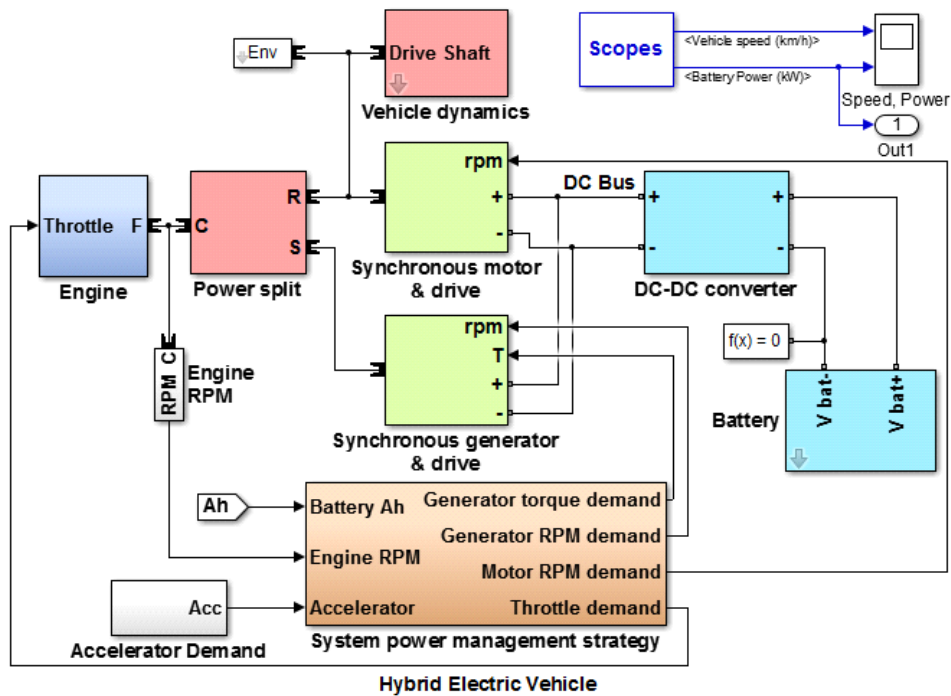 Env
Drive Shaft
Vehicle dynamics
Scopes
<Vehicle speed (km/h)>
<Battery Power (kW)>
Speed, Power
1
Out1
Throttle F
Engine
C
R
S
Power split
rpm
+
-
Synchronous motor
& drive
DC Bus
+ +
- -
DC-DC converter
rpm
T
+
-
Synchronous generator
& drive
f(x) = 0
V bat-
V bat+
Battery
RPM C
Engine
RPM
Ah
Battery Ah
Engine RPM
Accelerator
Generator torque demand
Generator RPM demand
Motor RPM demand
Throttle demand
System power management strategy
Acc
Accelerator Demand
Hybrid Electric Vehicle